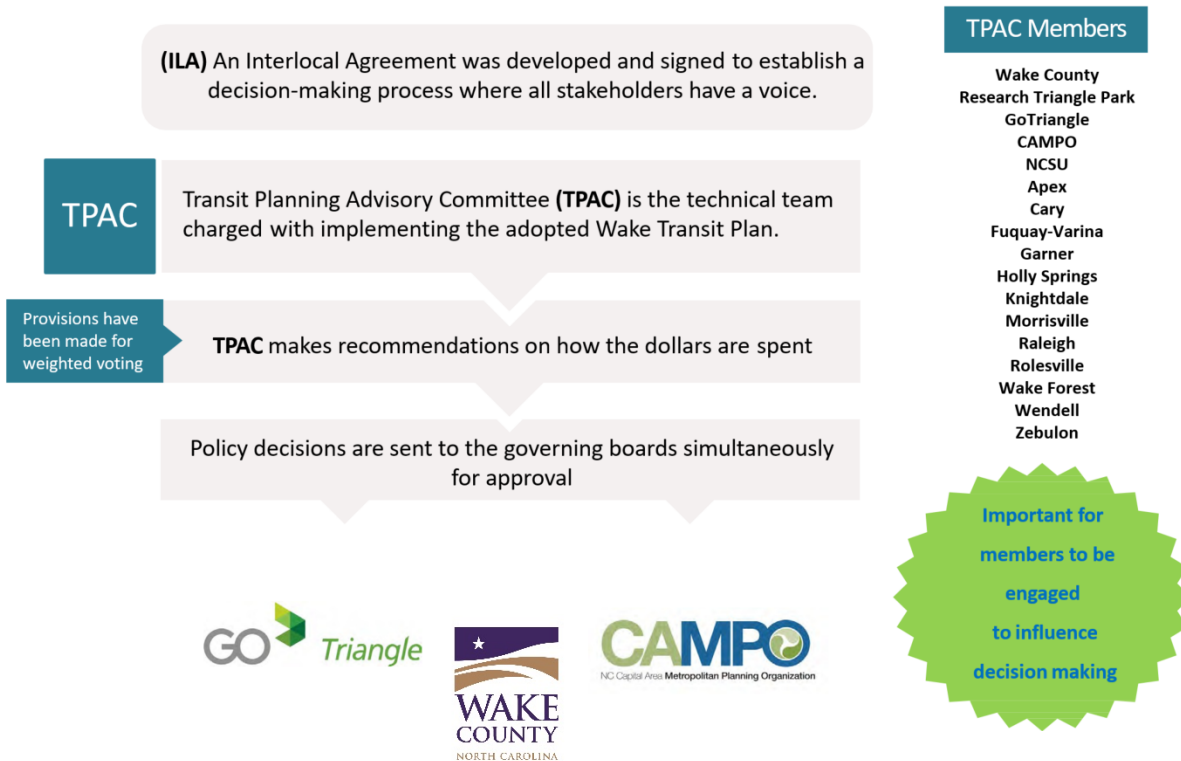 (ILA) An Interlocal Agreement was developed and signed to establish a
decision-making process where all stakeholders have a voice.
TPAC
Transit Planning Advisory Committee (TPAC) is the technical team
charged with implementing the adopted Wake Transit Plan.
Provisions have
been made for
weighted voting
TPAC makes recommendations on how the dollars are spent
Policy decisions are sent to the governing boards simultaneously
for approval
GO Triangle
WAKE
COUNTY
NORTH CAROLINA
CAMPO
NC Capital Area Metropolitan Planning Organization
TPAC Members
Wake County
Research Triangle Park
GoTriangle
CAMPO
NCSU
Apex
Cary
Fuquay-Varina
Garner
Holly Springs
Knightdale
Morrisville
Raleigh
Rolesville
Wake Forest
Wendell
Zebulon
Important for
members to be
engaged
to influence
decision making